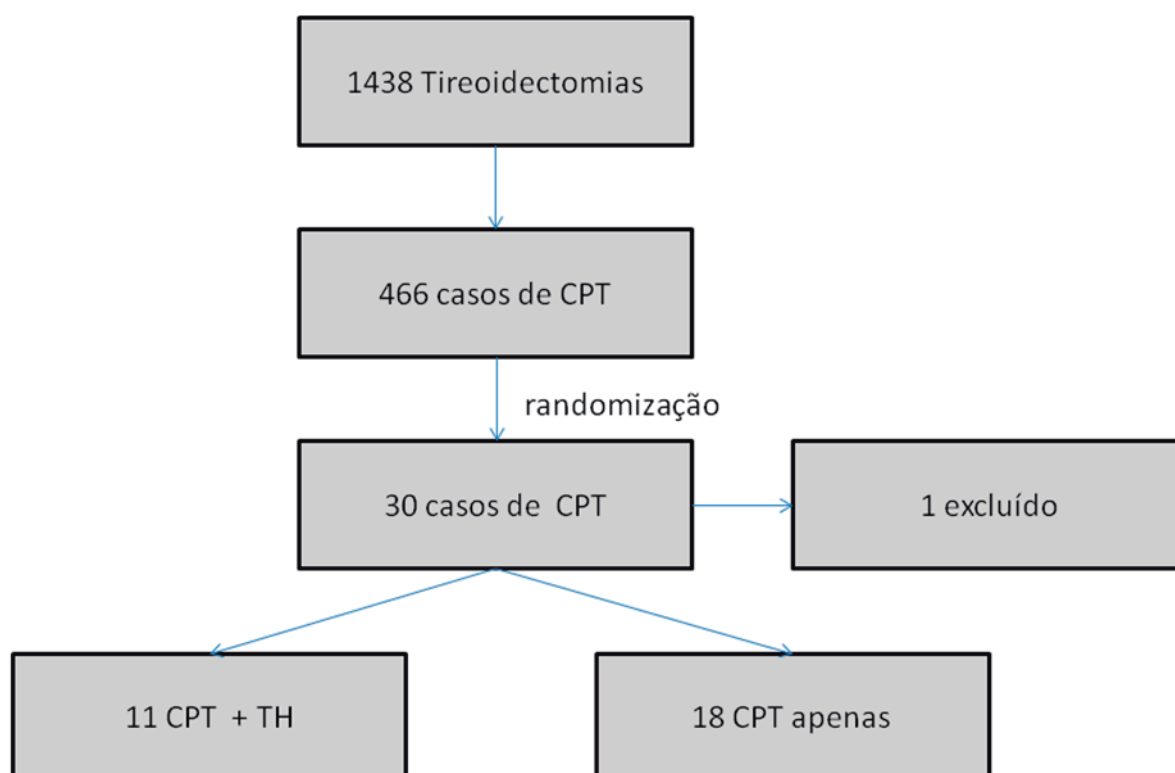 1438 Tireoidectomias
466 casos de CPT
randomização
30 casos de CPT
1 excluído
11 CPT + TH
18 CPT apenas